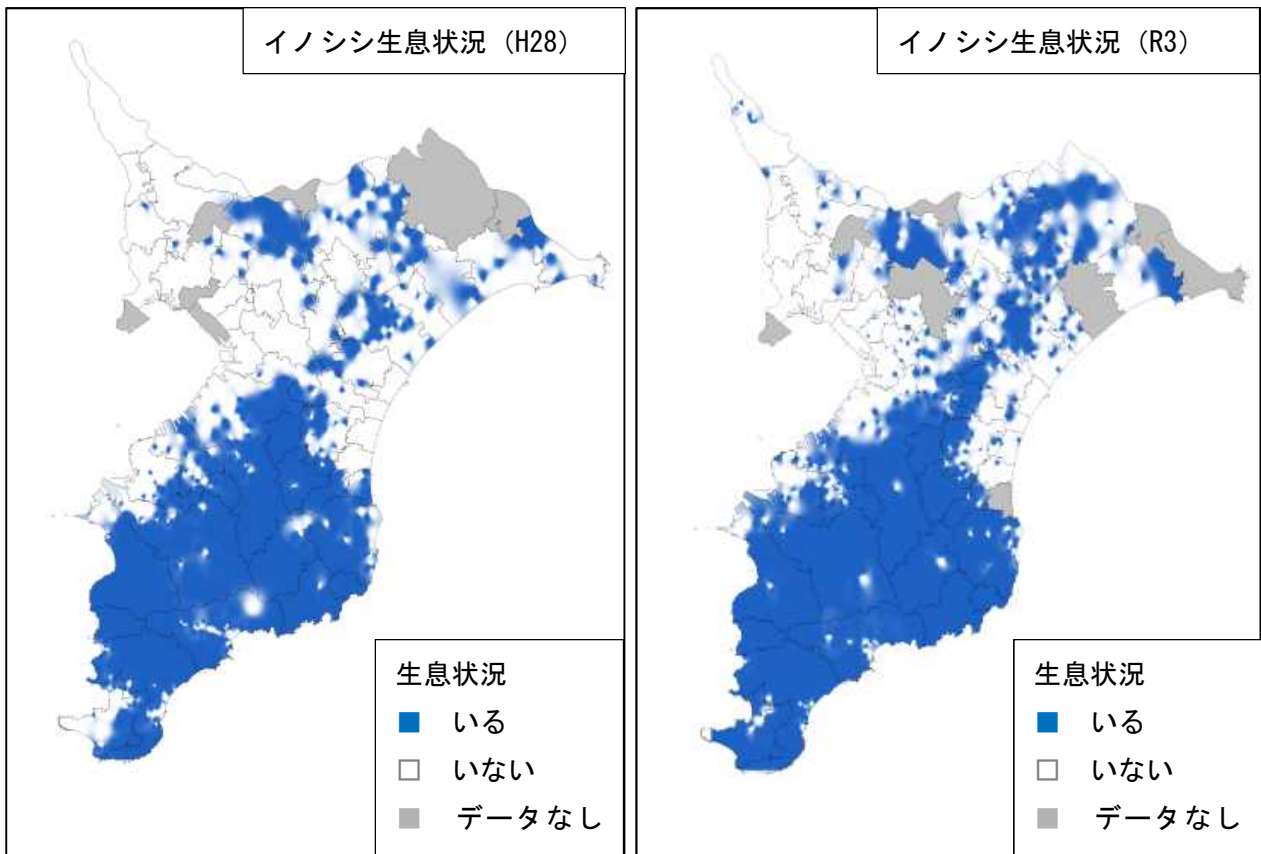 イノシシ生息状況（H28）
生息状況
いる
いない
データなし
イノシシ生息状況（R3）
生息状況
いる
いない
データなし